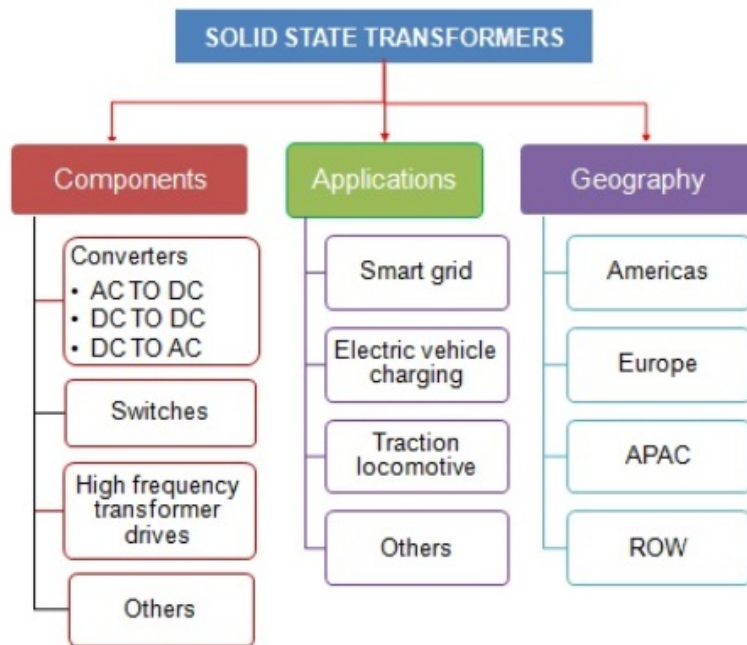 SOLID STATE TRANSFORMERS
Components
Converters
• AC TO DC
• DC TO DC
• DC TO AC
Switches
High frequency
transformer
drives
Others
Applications
Smart grid
Electric vehicle
charging
Traction
locomotive
Others
Geography
Americas
Europe
APAC
ROW